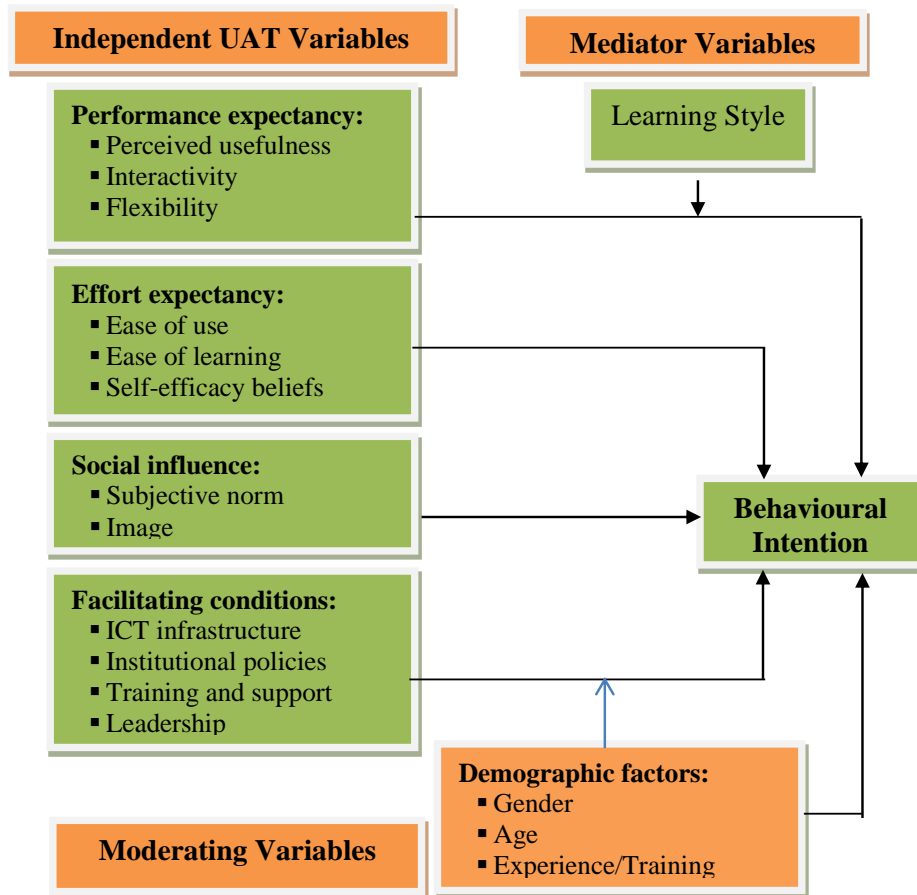 Independent UAT Variables
Mediator Variables
Performance expectancy:
▪ Perceived usefulness
▪ Interactivity
▪ Flexibility
Learning Style
Effort expectancy:
▪ Ease of use
▪ Ease of learning
▪ Self-efficacy beliefs
Social influence:
▪ Subjective norm
▪ Image
Behavioural
Intention
Facilitating conditions:
▪ ICT infrastructure
▪ Institutional policies
▪ Training and support
▪ Leadership
Demographic factors:
▪ Gender
▪ Age
▪ Experience/Training
Moderating Variables